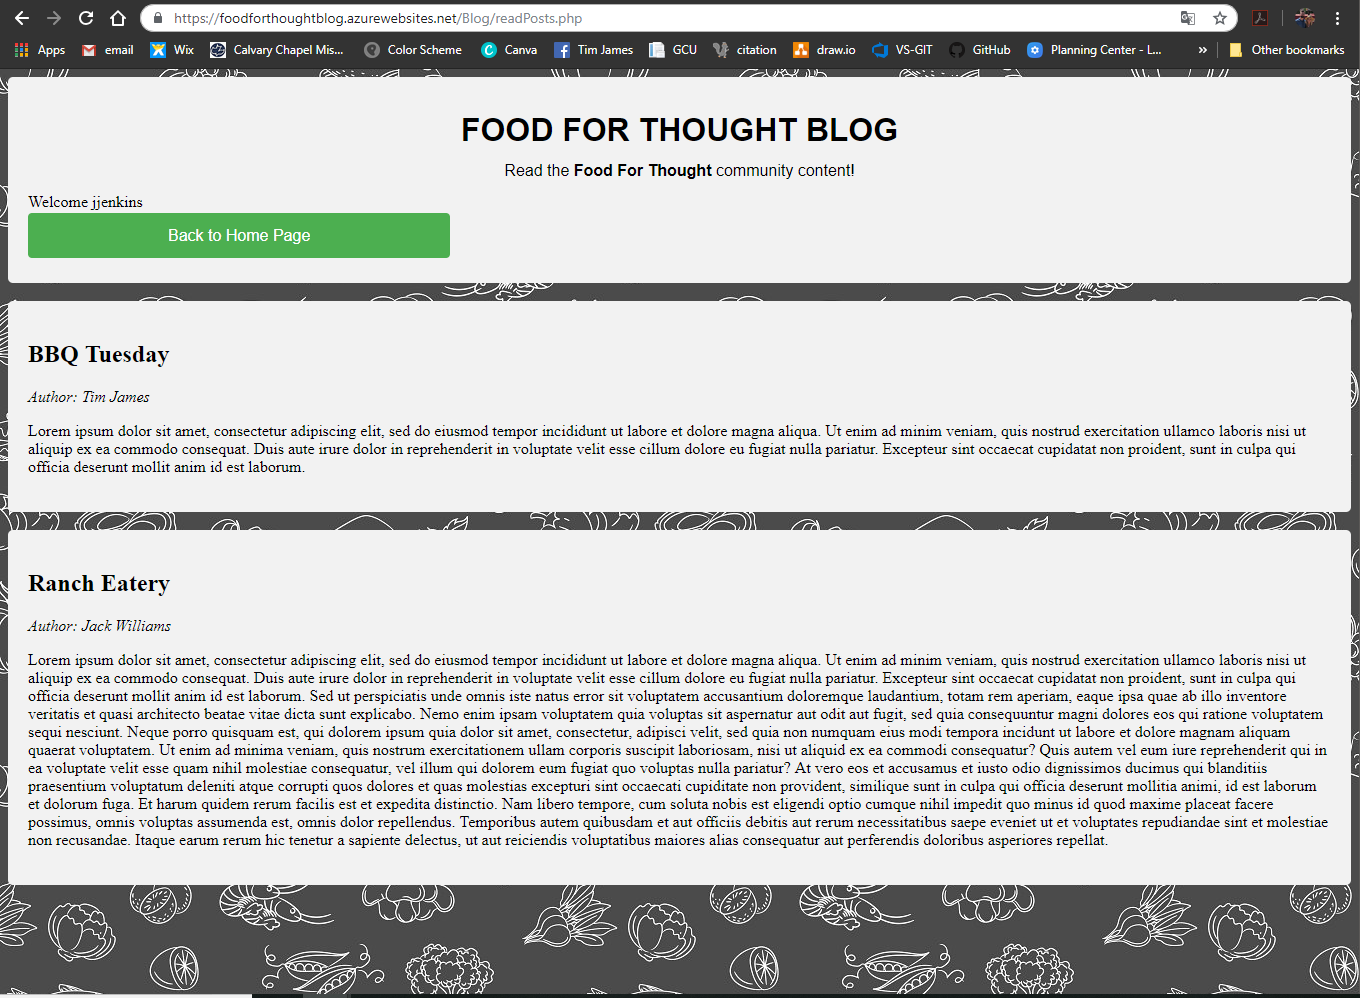 https://foodforthoughtblog.azurewebsites.net/Blog/readPosts.php
Apps email Wix Calvary Chapel Mis... Color Scheme Canva Tim James GCU citation draw.io VS-GIT GitHub Planning Center - L... » Other bookmarks
FOOD FOR THOUGHT BLOG
Read the Food For Thought community content!
Welcome jjenkins
Back to Home Page
BBQ Tuesday
Author: Tim James
Lorem ipsum dolor sit amet, consectetur adipiscing elit, sed do eiusmod tempor incididunt ut labore et dolore magna aliqua. Ut enim ad minim veniam, quis nostrud exercitation ullamco laboris nisi ut
aliquip ex ea commodo consequat. Duis aute irure dolor in reprehenderit in voluptate velit esse cillum dolore eu fugiat nulla pariatur. Excepteur sint occaecat cupidatat non proident, sunt in culpa qui
officia deserunt mollit anim id est laborum.
Ranch Eatery
Author: Jack Williams
Lorem ipsum dolor sit amet, consectetur adipiscing elit, sed do eiusmod tempor incididunt ut labore et dolore magna aliqua. Ut enim ad minim veniam, quis nostrud exercitation ullamco laboris nisi ut
aliquip ex ea commodo consequat. Duis aute irure dolor in reprehenderit in voluptate velit esse cillum dolore eu fugiat nulla pariatur. Excepteur sint occaecat cupidatat non proident, sunt in culpa qui
officia deserunt mollit anim id est laborum. Sed ut perspiciatis unde omnis iste natus error sit voluptatem accusantium doloremque laudantium, totam rem aperiam, eaque ipsa quae ab illo inventore
veritatis et quasi architecto beatae vitae dicta sunt explicabo. Nemo enim ipsam voluptatem quia voluptas sit aspernatur aut odit aut fugit, sed quia consequuntur magni dolores eos qui ratione voluptatem
sequi nesciunt. Neque porro quisquam est, qui dolorem ipsum quia dolor sit amet, consectetur, adipisci velit, sed quia non numquam eius modi tempora incidunt ut labore et dolore magnam aliquam
quaerat voluptatem. Ut enim ad minima veniam, quis nostrum exercitationem ullam corporis suscipit laboriosam, nisi ut aliquid ex ea commodi consequatur? Quis autem vel eum iure reprehenderit qui in
ea voluptate velit esse quam nihil molestiae consequatur, vel illum qui dolorem eum fugiat quo voluptas nulla pariatur? At vero eos et accusamus et iusto odio dignissimos ducimus qui blanditiis
praesentium voluptatum deleniti atque corrupti quos dolores et quas molestias excepturi sint occaecati cupiditate non provident, similique sunt in culpa qui officia deserunt mollitia animi, id est laborum
et dolorum fuga. Et harum quidem rerum facilis est et expedita distinctio. Nam libero tempore, cum soluta nobis est eligendi optio cumque nihil impedit quo minus id quod maxime placeat facere
possimus, omnis voluptas assumenda est, omnis dolor repellendus. Temporibus autem quibusdam et aut officiis debitis aut rerum necessitatibus saepe eveniet ut et voluptates repudiandae sint et molestiae
non recusandae. Itaque earum rerum hic tenetur a sapiente delectus, ut aut reiciendis voluptatibus maiores alias consequatur aut perferendis doloribus asperiores repellat.